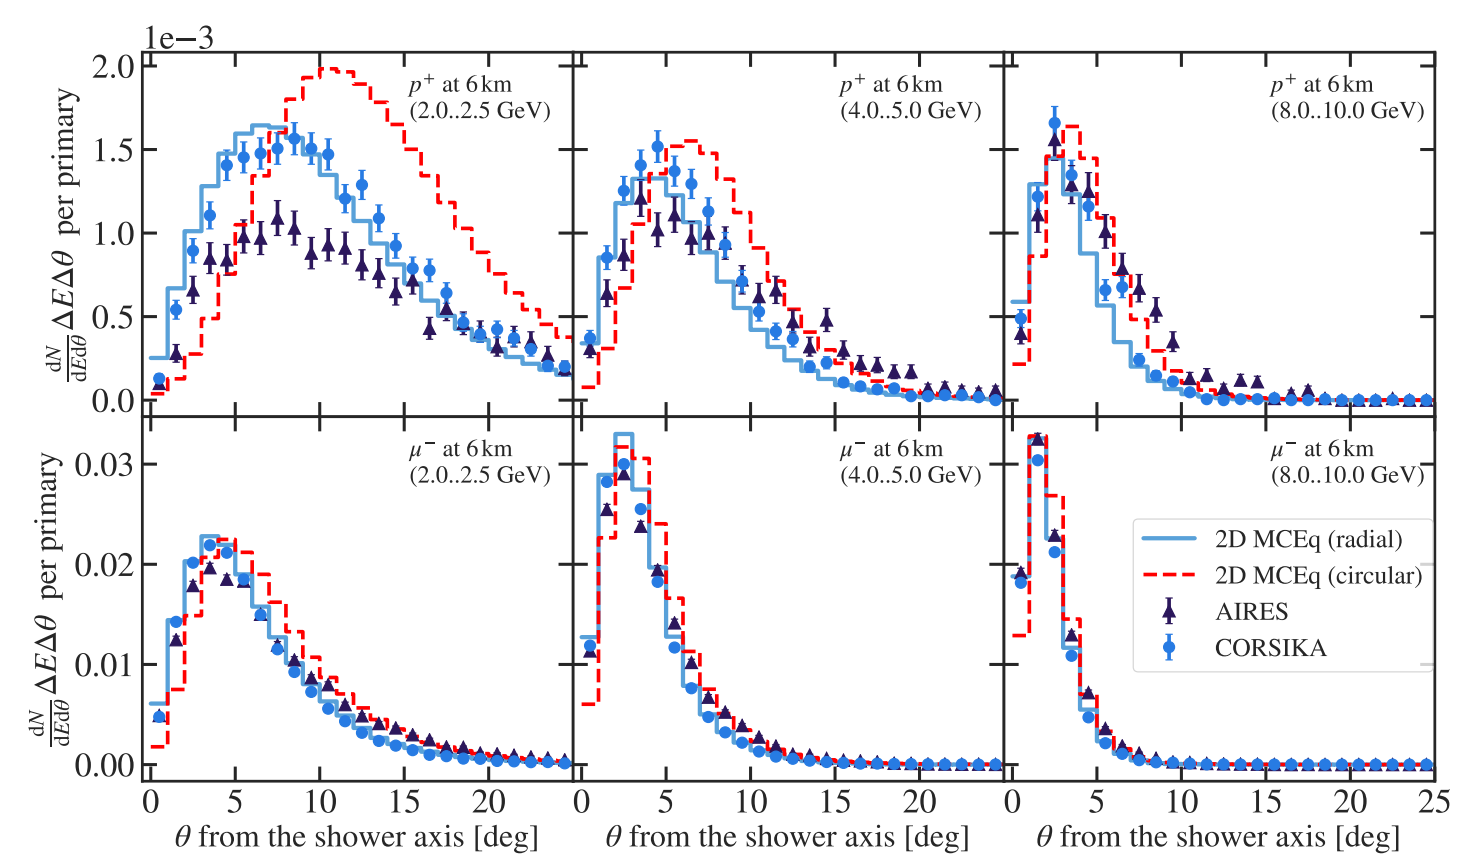 1e−3
p⁺ at 6 km
(2.0..2.5 GeV)
p⁺ at 6 km
(4.0..5.0 GeV)
p⁺ at 6 km
(8.0..10.0 GeV)
2.0
1.5
1.0
0.5
0.0
dN/dEdθ ΔEΔθ per primary
μ⁻ at 6 km
(2.0..2.5 GeV)
μ⁻ at 6 km
(4.0..5.0 GeV)
μ⁻ at 6 km
(8.0..10.0 GeV)
0.03
0.02
0.01
0.00
dN/dEdθ ΔEΔθ per primary
2D MCEq (radial)
2D MCEq (circular)
AIRES
CORSIKA
0 5 10 15 20
0 5 10 15 20
0 5 10 15 20 25
θ from the shower axis [deg]
θ from the shower axis [deg]
θ from the shower axis [deg]